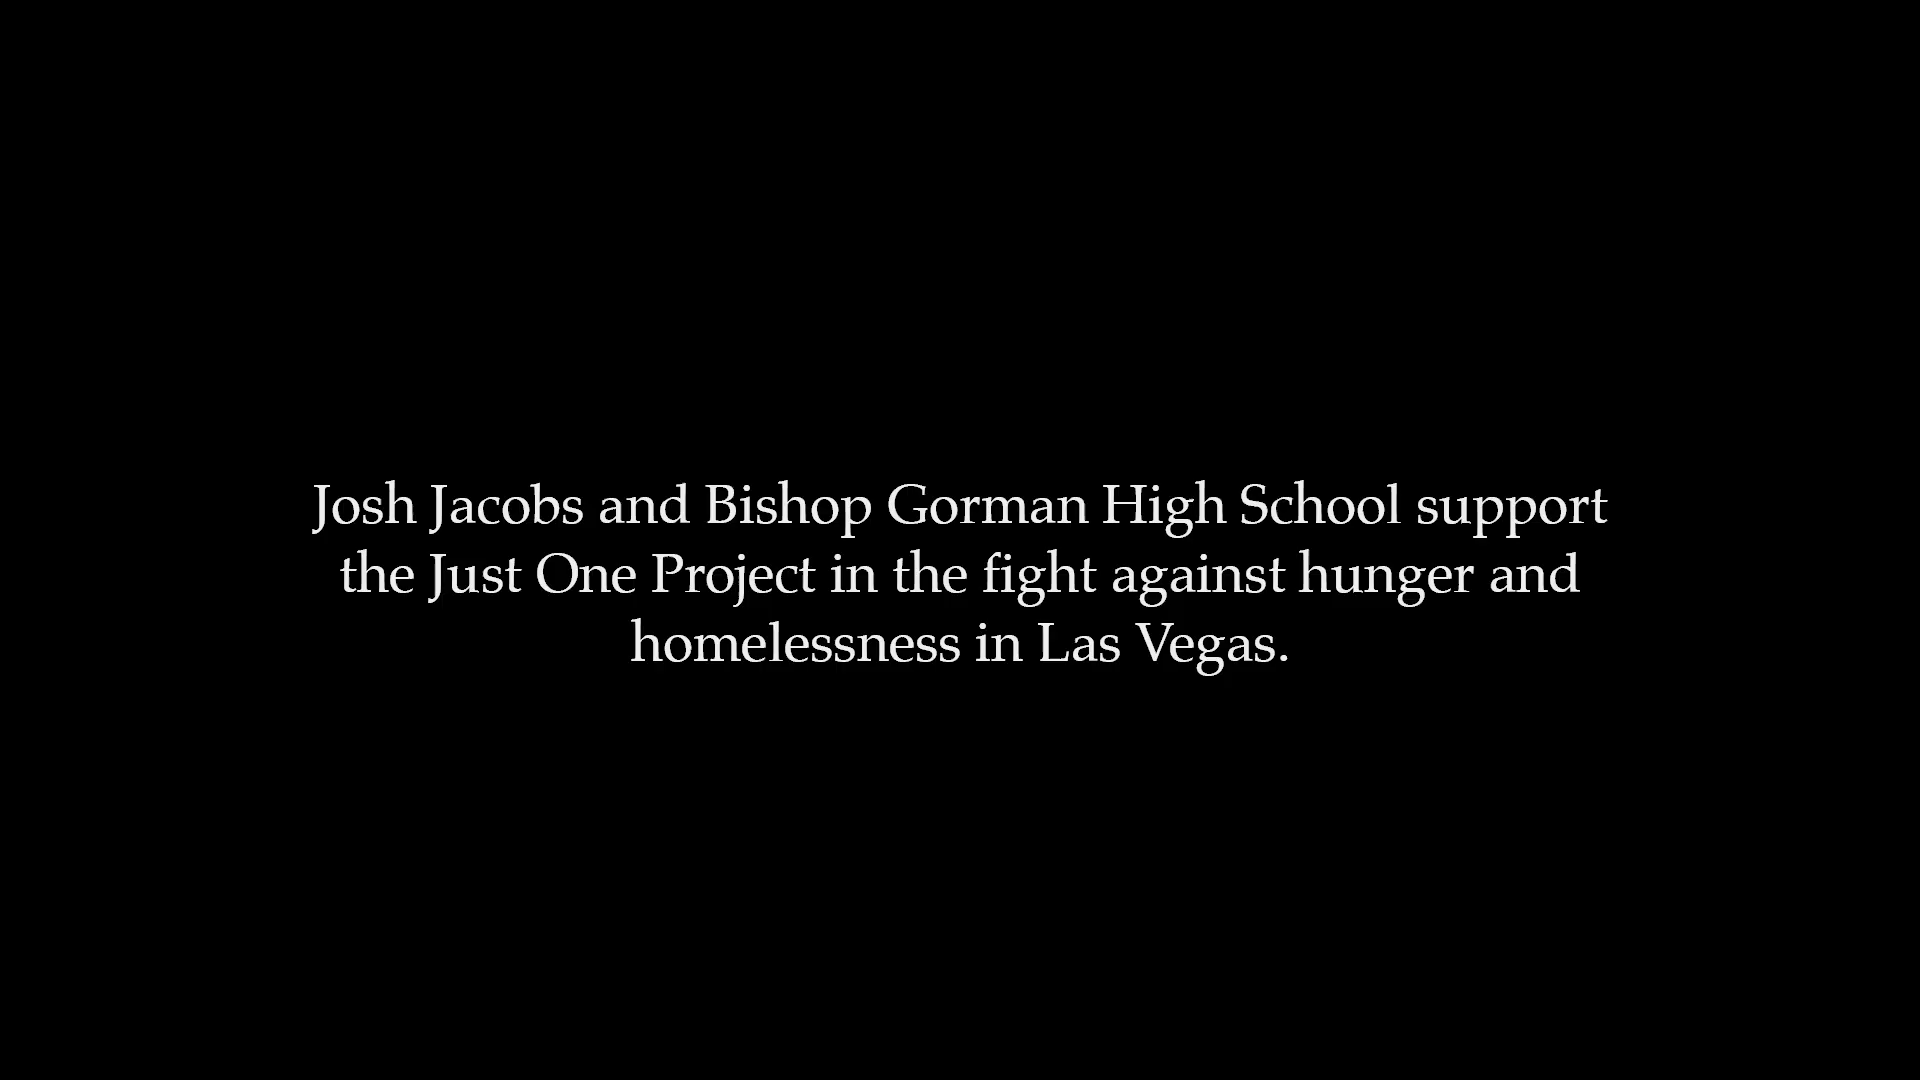 Josh Jacobs and Bishop Gorman High School support
the Just One Project in the fight against hunger and
homelessness in Las Vegas.